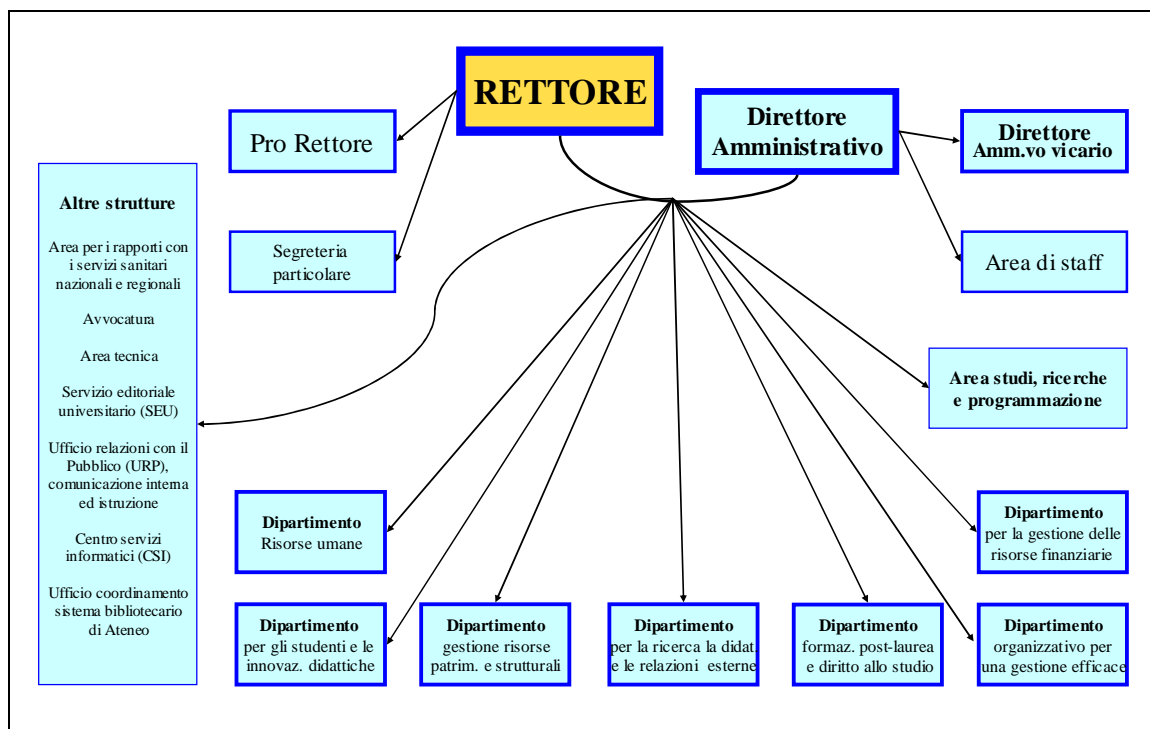 RETTORE
Pro Rettore
Direttore
Amministrativo
Direttore
Amm.vo vicario
Segreteria
particolare
Area di staff
Altre strutture
Area per i rapporti con
i servizi sanitari
nazionali e regionali
Avvocatura
Area tecnica
Servizio editoriale
universitario (SEU)
Ufficio relazioni con il
Pubblico (URP),
comunicazione interna
ed istruzione
Centro servizi
informatici (CSI)
Ufficio coordinamento
sistema bibliotecario
di Ateneo
Area studi, ricerche
e programmazione
Dipartimento
Risorse umane
Dipartimento
per la gestione delle
risorse finanziarie
Dipartimento
per gli studenti e le
innovaz. didattiche
Dipartimento
gestione risorse
patrim. e strutturali
Dipartimento
per la ricerca la didat.
e le relazioni esterne
Dipartimento
formaz. post-laurea
e diritto allo studio
Dipartimento
organizzativo per
una gestione efficace